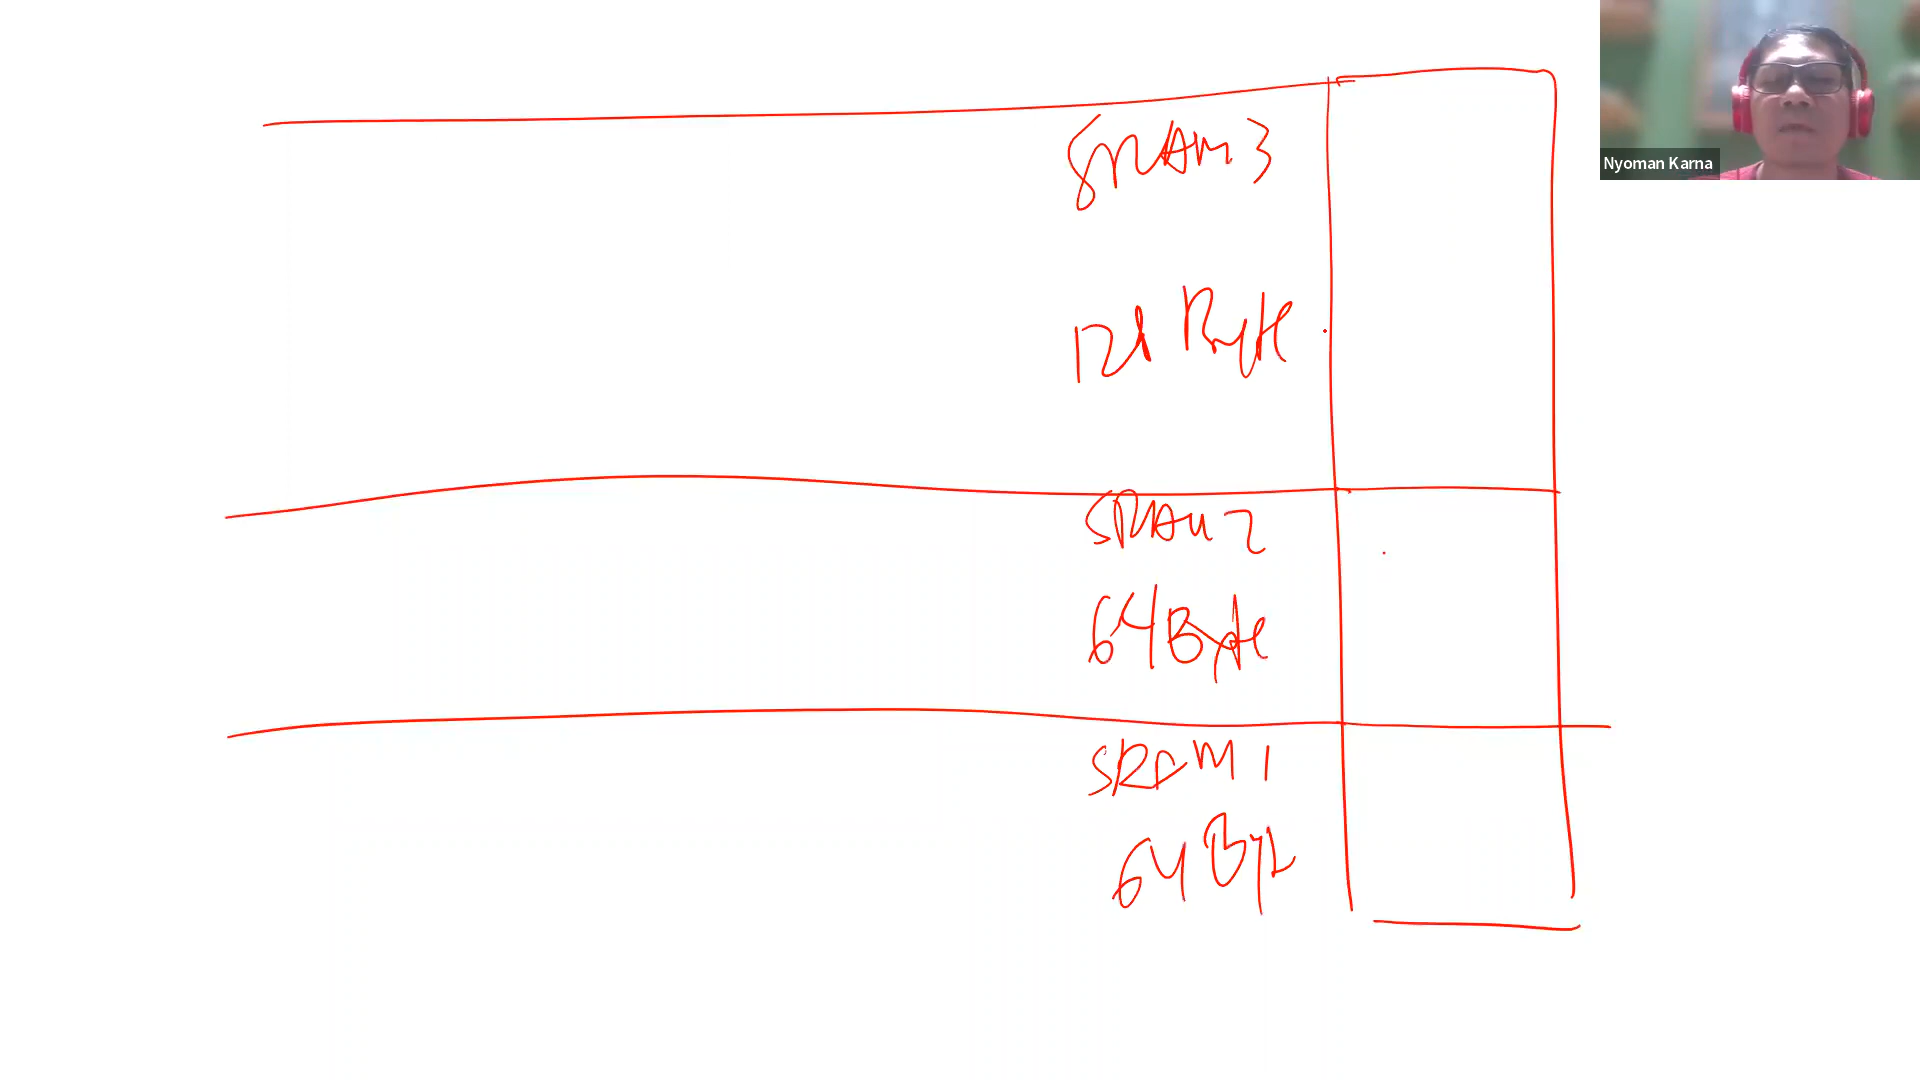 Nyoman Karna
SRAM 3
128 Byte
SRAM 2
64 Byte
SRAM 1
64 Byte